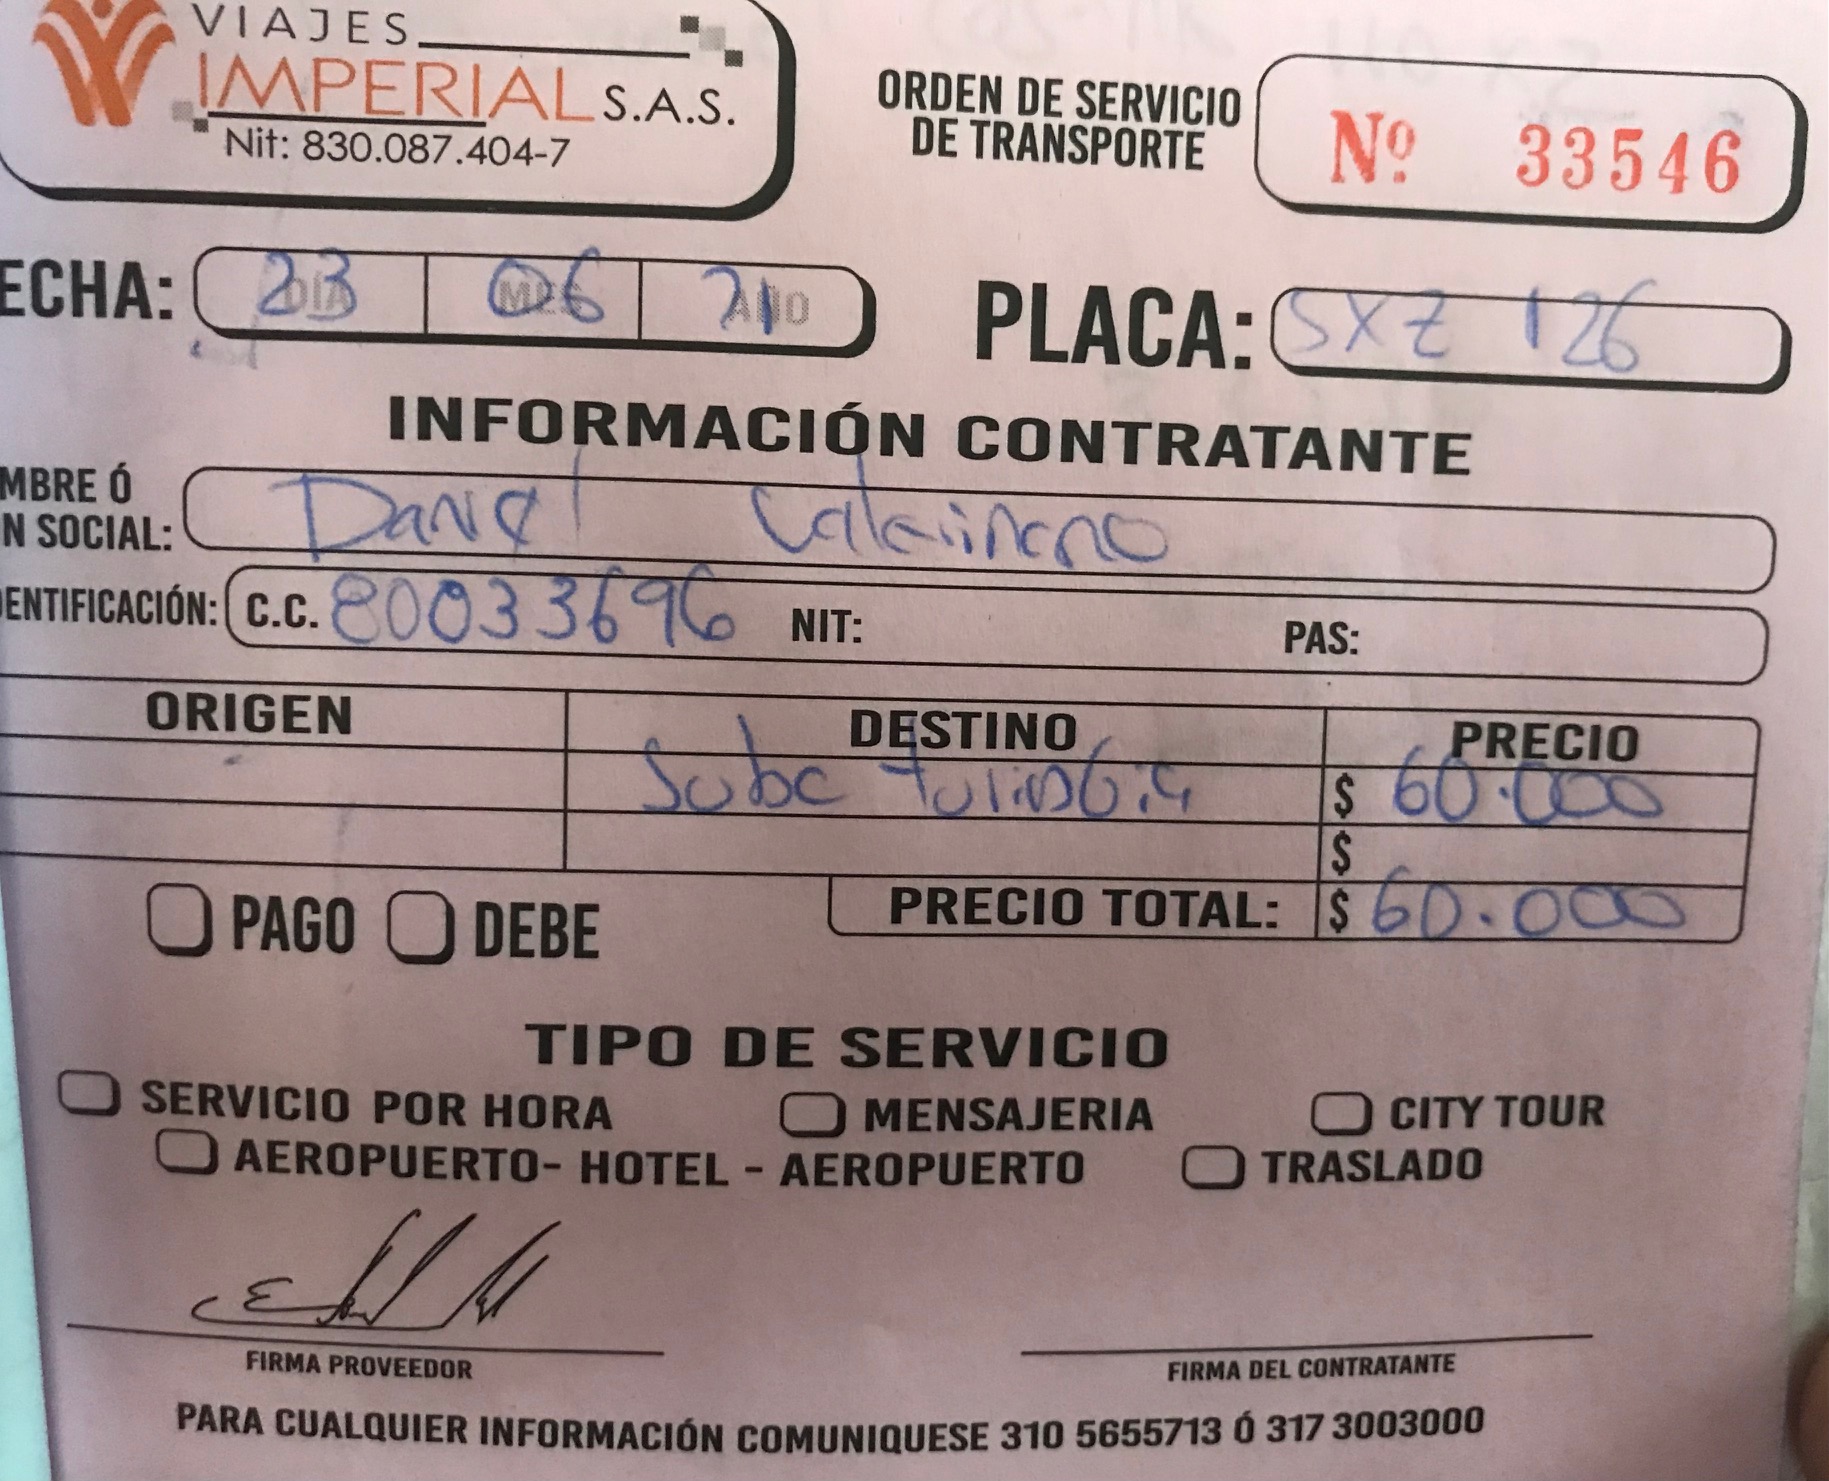 VIAJES
IMPERIAL S.A.S.
Nit: 830.087.404-7
ORDEN DE SERVICIO
DE TRANSPORTE
Nº 33546
ECHA: DÍA 23 MES 06 AÑO 21
PLACA: SXZ 126
INFORMACIÓN CONTRATANTE
MBRE Ó
N SOCIAL: Daniel
ENTIFICACIÓN: C.C. 80033696 NIT: PAS:
ORIGEN DESTINO PRECIO
Suba $ 60.000
$
PAGO DEBE PRECIO TOTAL: $ 60.000
TIPO DE SERVICIO
SERVICIO POR HORA MENSAJERIA CITY TOUR
AEROPUERTO- HOTEL - AEROPUERTO TRASLADO
FIRMA PROVEEDOR FIRMA DEL CONTRATANTE
PARA CUALQUIER INFORMACIÓN COMUNIQUESE 310 5655713 Ó 317 3003000